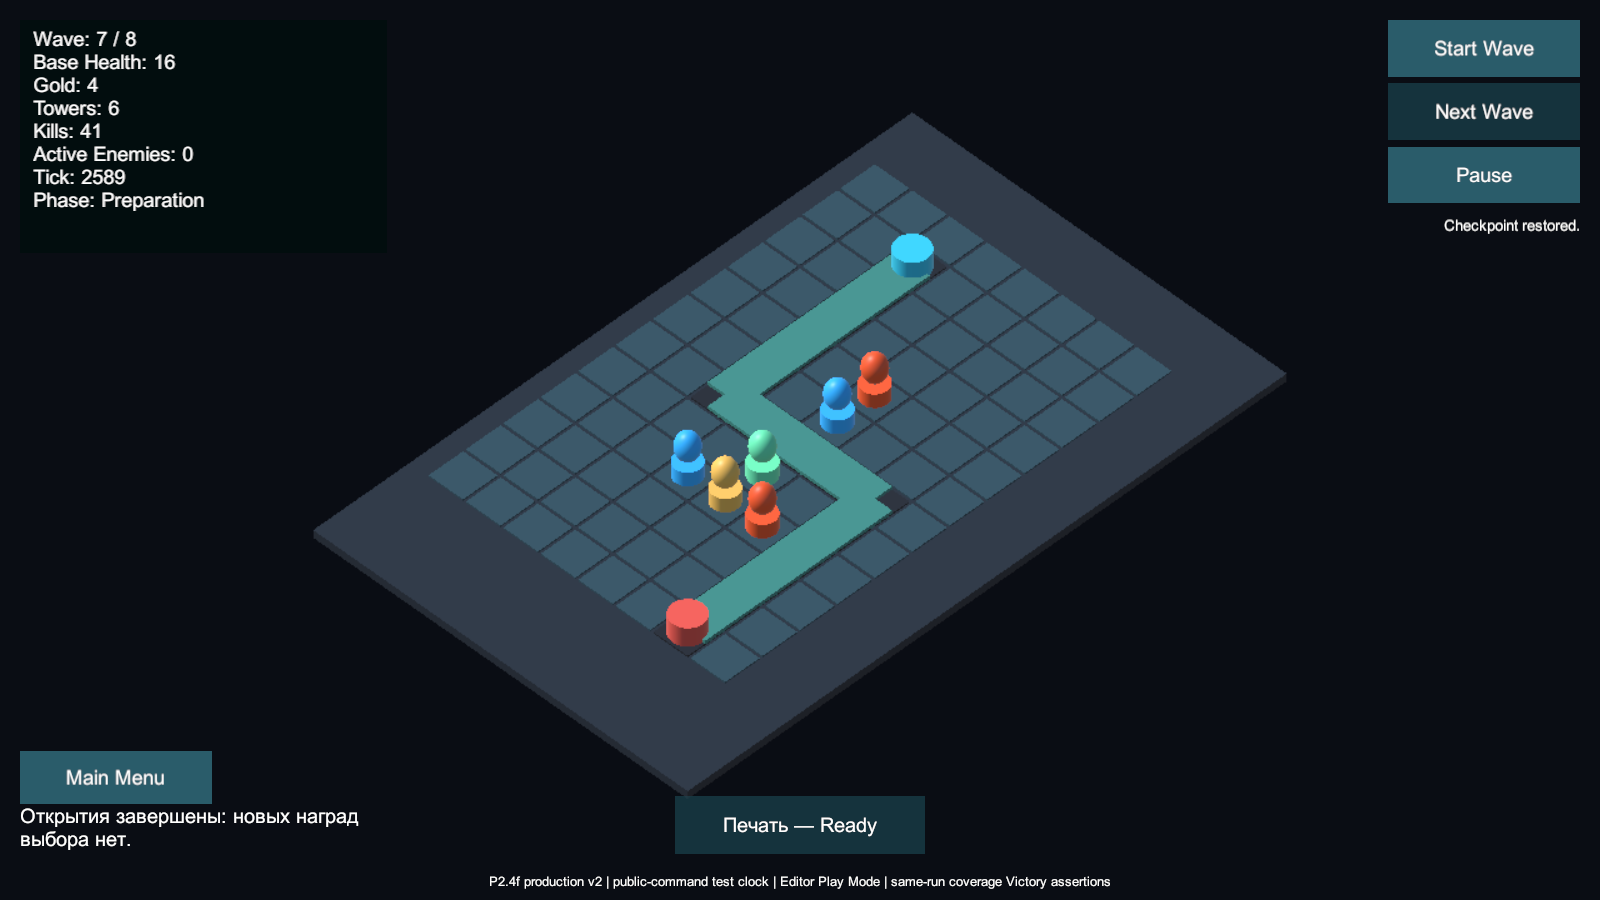 Wave: 7 / 8
Base Health: 16
Gold: 4
Towers: 6
Kills: 41
Active Enemies: 0
Tick: 2589
Phase: Preparation
Start Wave
Next Wave
Pause
Checkpoint restored.
Main Menu
Открытия завершены: новых наград
выбора нет.
Печать — Ready
P2.4f production v2 | public-command test clock | Editor Play Mode | same-run coverage Victory assertions